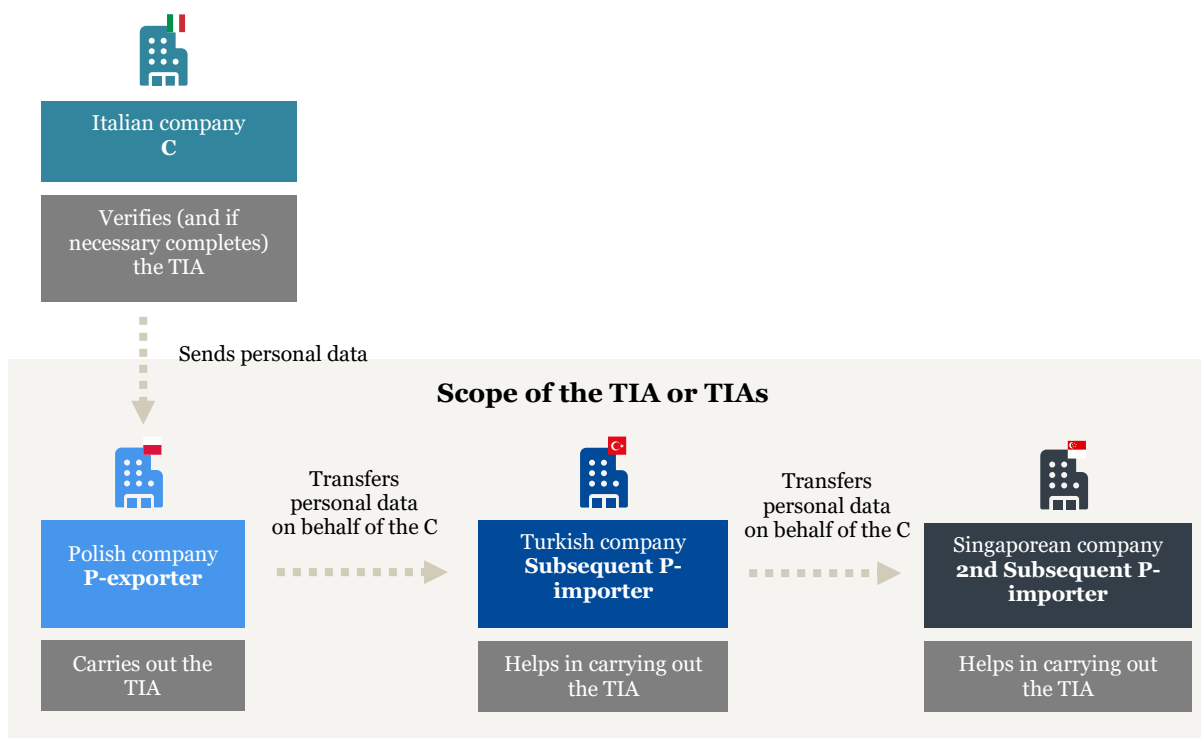 Italian company
C
Verifies (and if
necessary completes)
the TIA
Sends personal data
Scope of the TIA or TIAs
Polish company
P-exporter
Carries out the
TIA
Transfers
personal data
on behalf of the C
Turkish company
Subsequent P-
importer
Helps in carrying out
the TIA
Transfers
personal data
on behalf of the C
Singaporean company
2nd Subsequent P-
importer
Helps in carrying out
the TIA